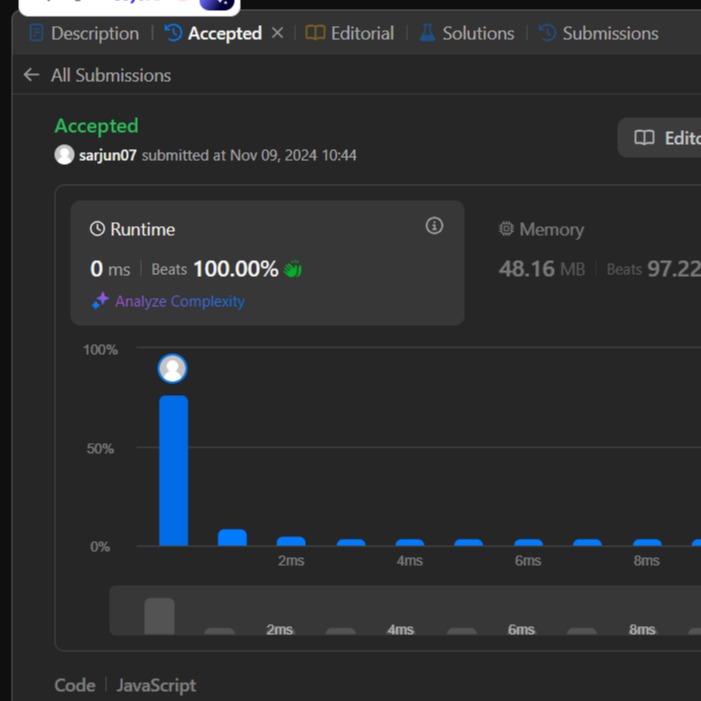 Description | Accepted × | Editorial | Solutions | Submissions
← All Submissions
Accepted
sarjun07 submitted at Nov 09, 2024 10:44
Runtime
Memory
0 ms | Beats 100.00%
48.16 MB | Beats 97.22
Analyze Complexity
100%
50%
0%
2ms 4ms 6ms 8ms
2ms 4ms 6ms 8ms
Code | JavaScript